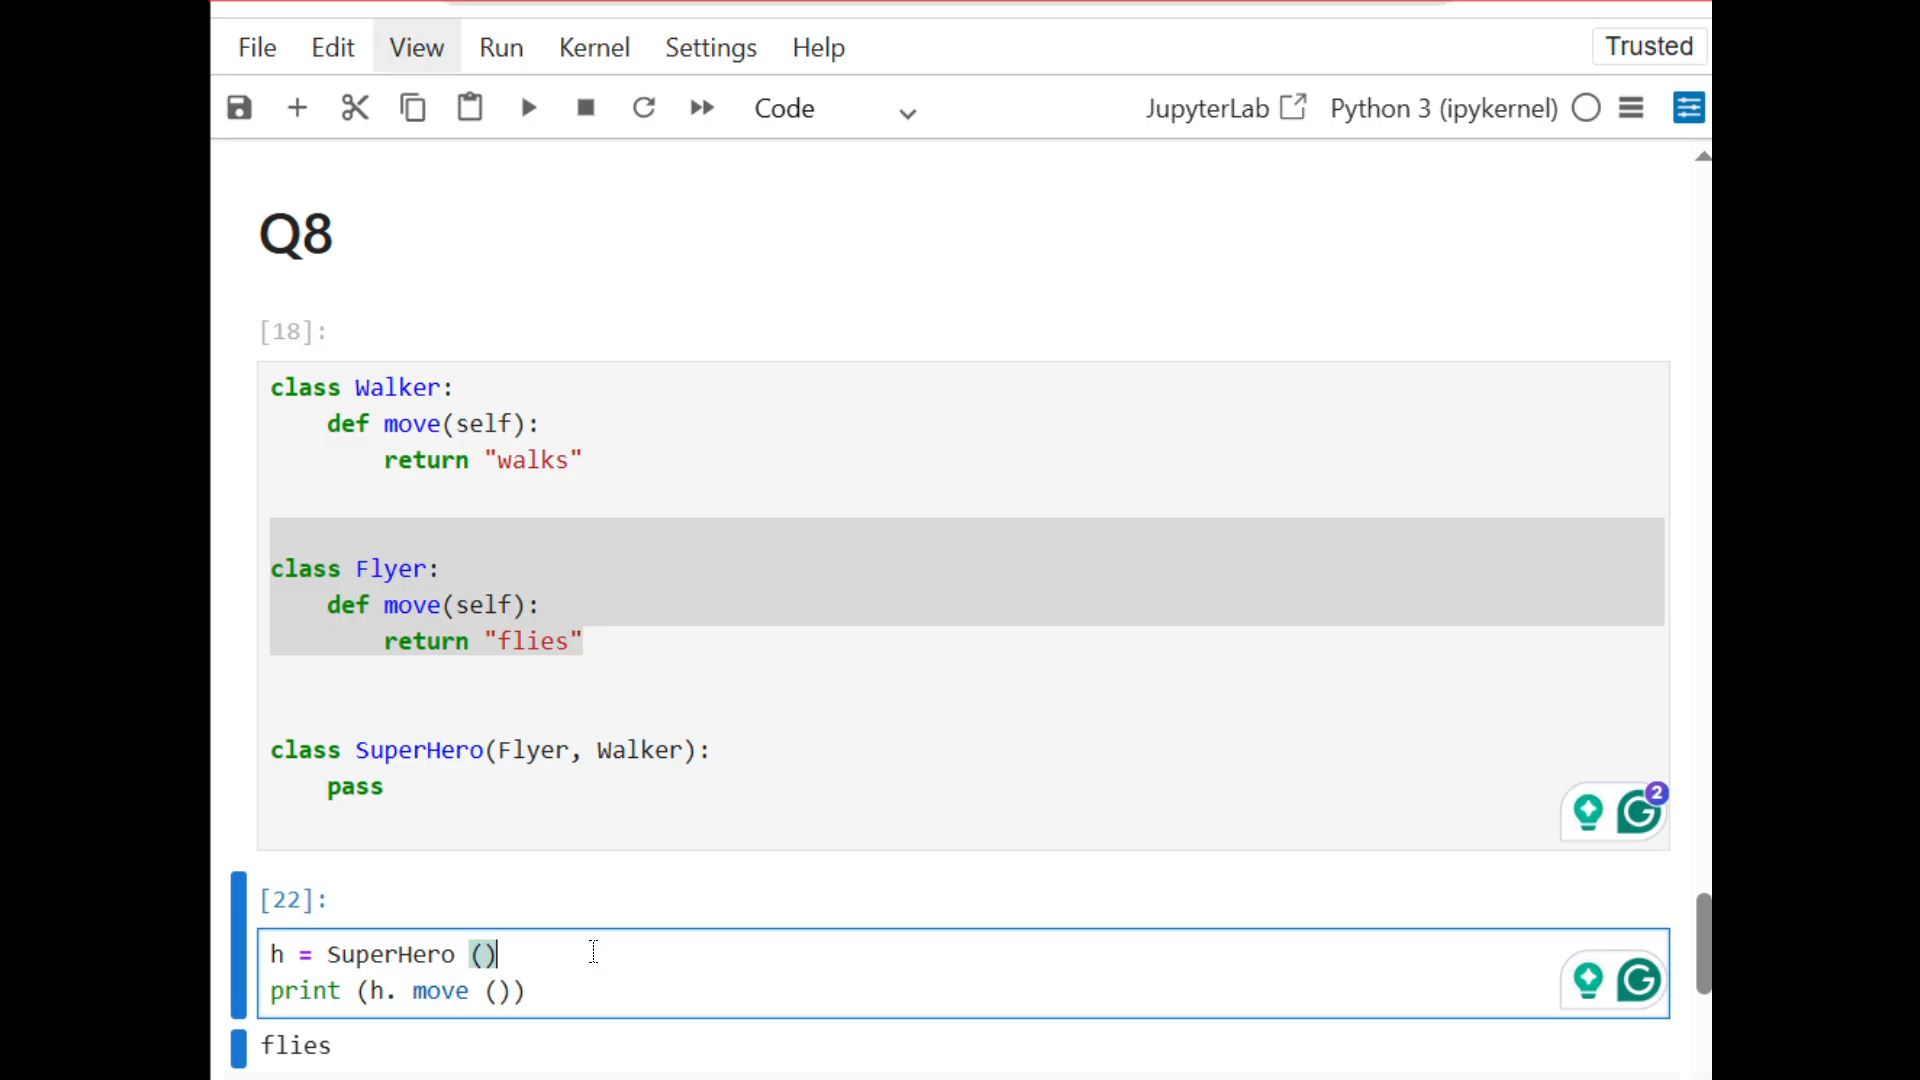 File Edit View Run Kernel Settings Help Trusted
Code JupyterLab Python 3 (ipykernel)
Q8
[18]:
class Walker:
    def move(self):
        return "walks"
class Flyer:
    def move(self):
        return "flies"
class SuperHero(Flyer, Walker):
    pass
2
[22]:
h = SuperHero ()
print (h. move ())
flies